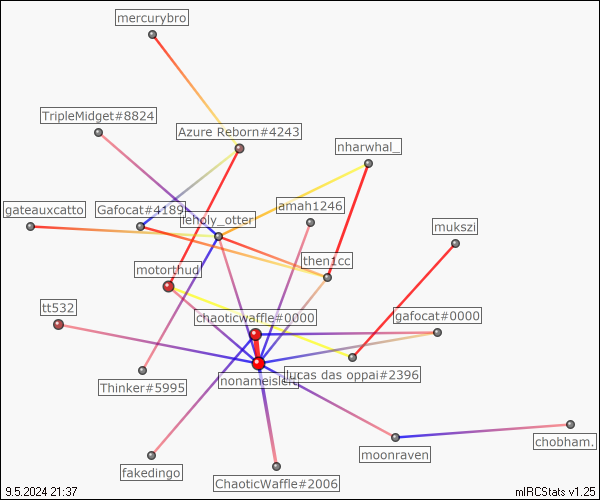 mercurybro
TripleMidget#8824
Azure Reborn#4243
nharwhal_
gateauxcatto
Gafocat#4189
leholy_otter
amah1246
mukszi
motorthud
then1cc
tt532
chaoticwaffle#0000
gafocat#0000
Thinker#5995
lucas das oppai#2396
moonraven
chobham.
fakedingo
ChaoticWaffle#2006
9.5.2024 21:37
mIRCStats v1.25